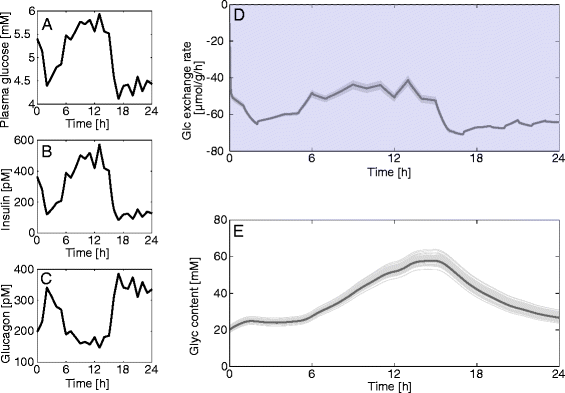 A
Plasma glucose [mM]
6
5.5
5
4.5
4
0 6 12 18 24
Time [h]
B
Insulin [pM]
600
400
200
0
0 6 12 18 24
Time [h]
C
Glucagon [pM]
400
300
200
100
0 6 12 18 24
Time [h]
D
Glc exchange rate
[μmol/g/h]
0
-20
-40
-60
-80
0 6 12 18 24
Time [h]
E
Glyc content [mM]
80
60
40
20
0
0 6 12 18 24
Time [h]